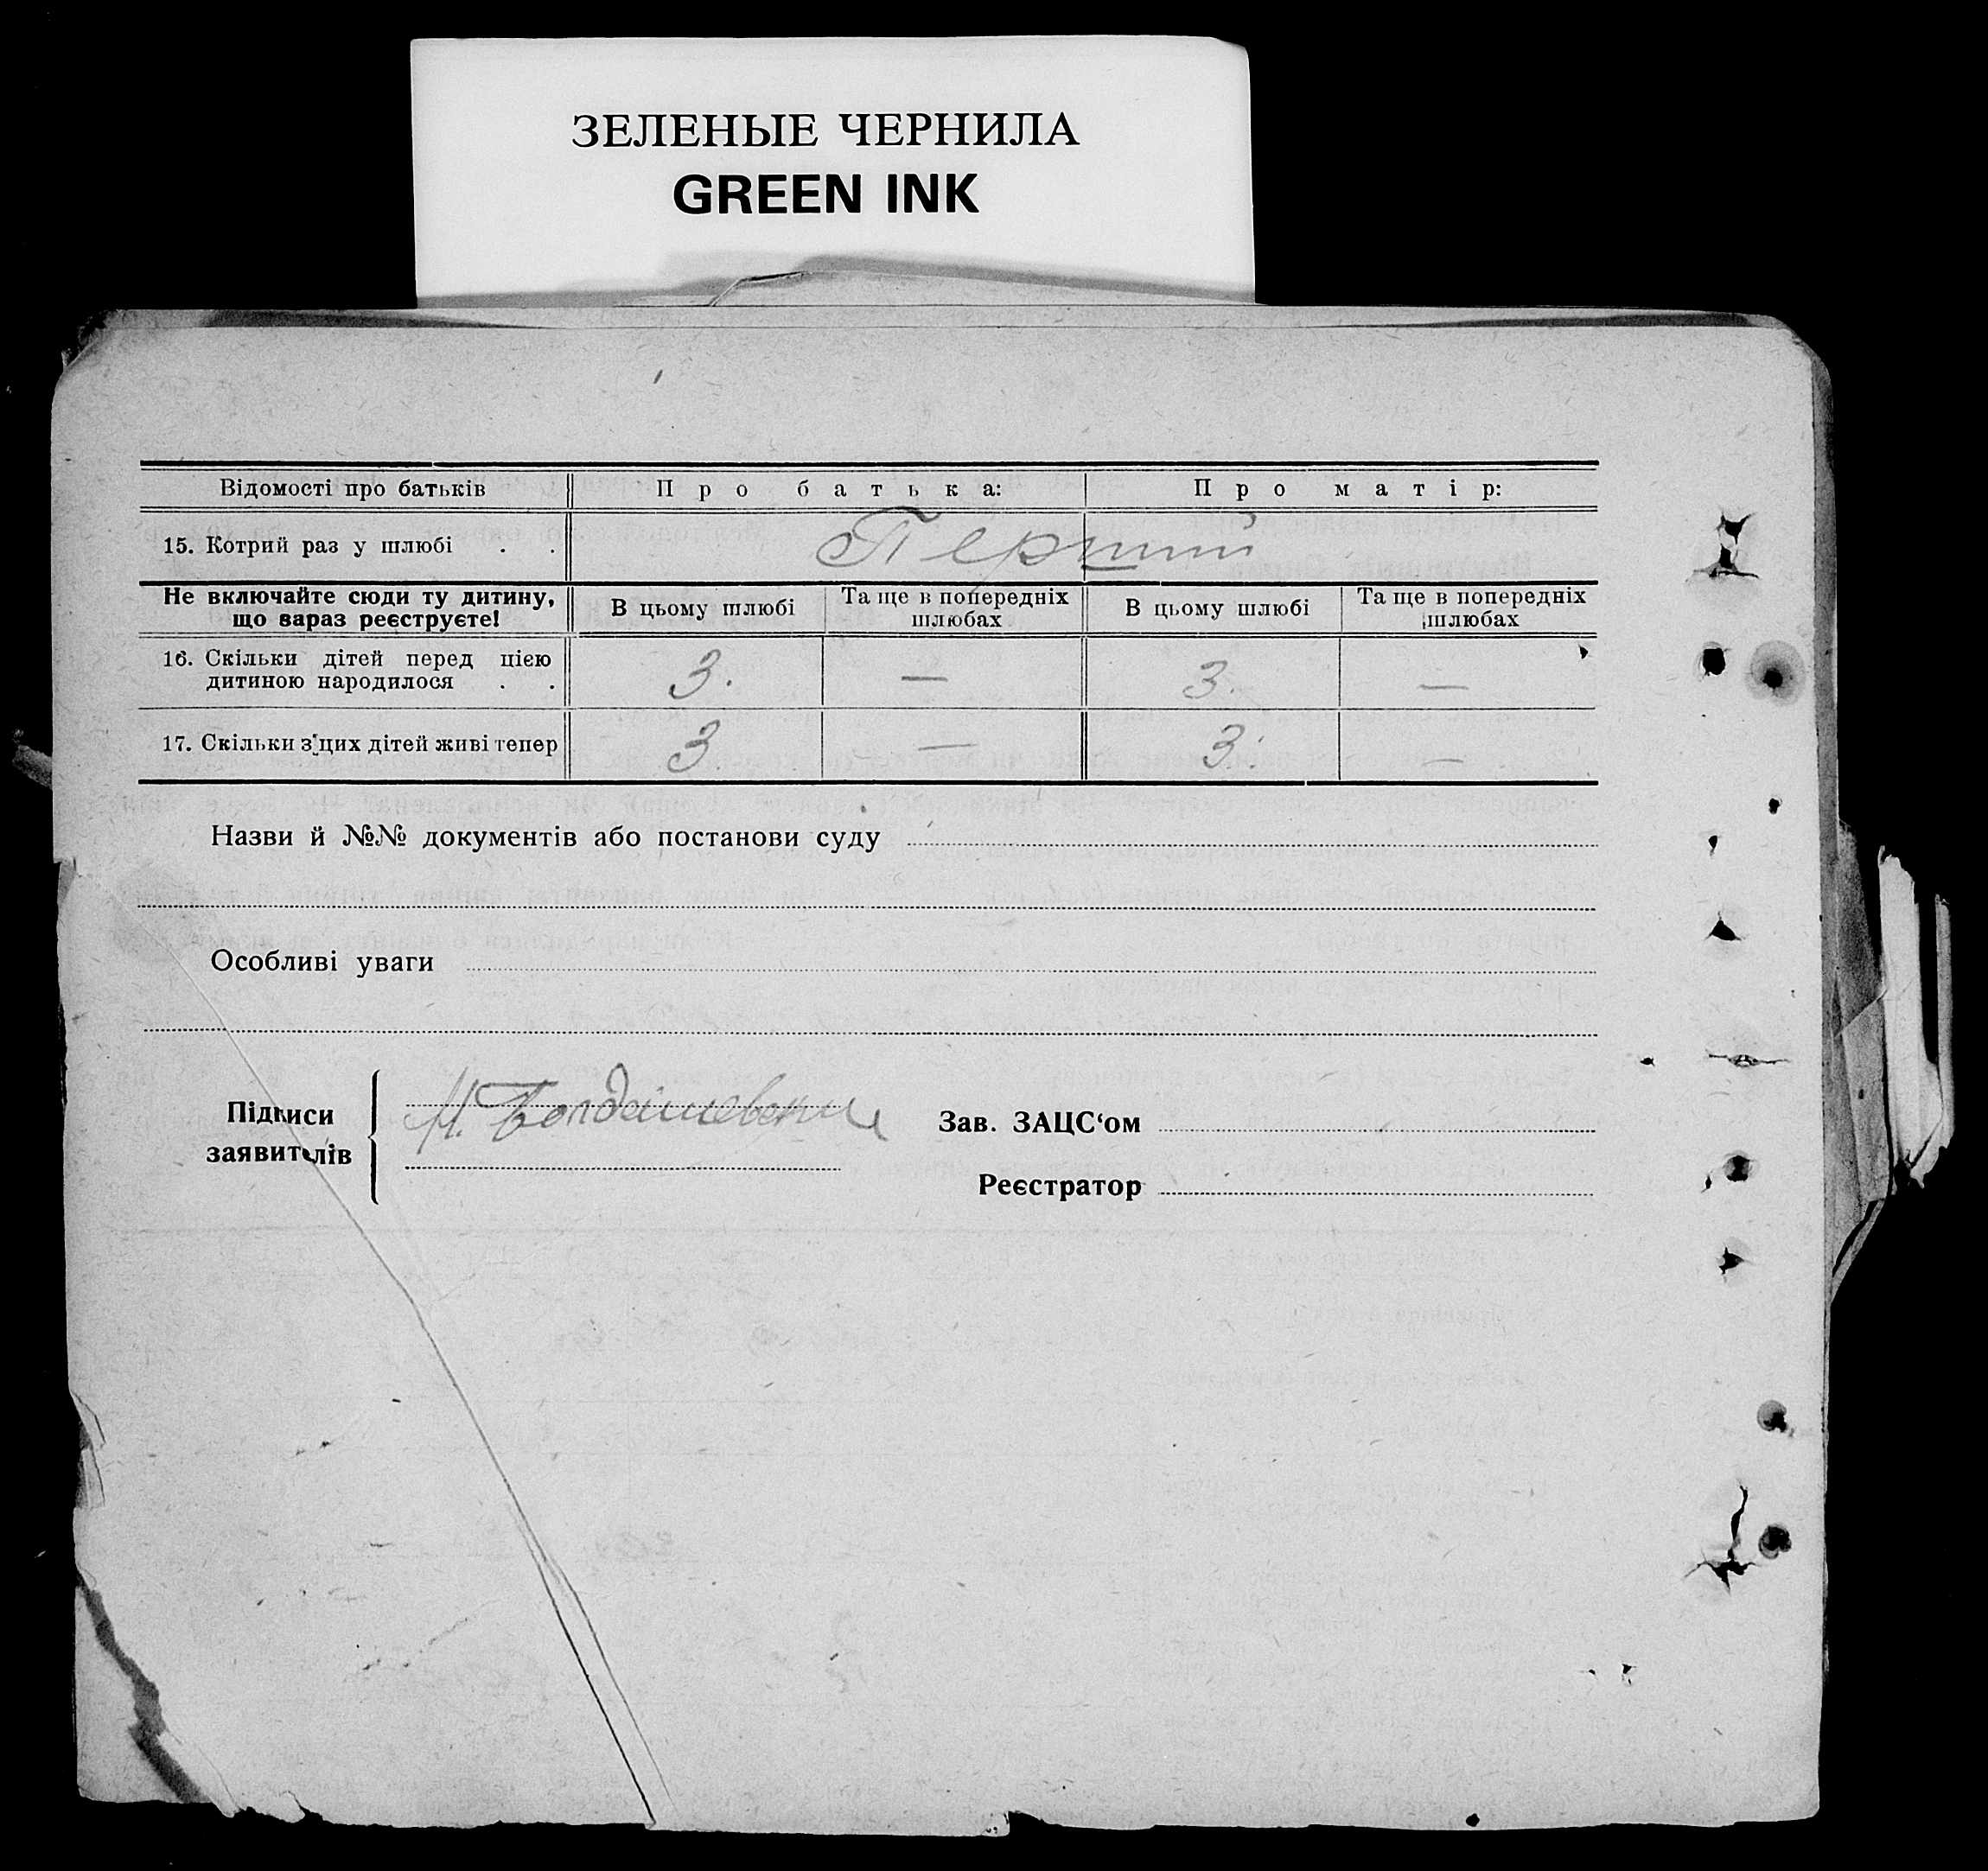 ЗЕЛЕНЫЕ ЧЕРНИЛА
GREEN INK
Відомості про батьків Про батька: Про матір:
15. Котрий раз у шлюбі . . Перший
Не включайте сюди ту дитину, що вараз реєструєте! В цьому шлюбі Та ще в попередніх шлюбах В цьому шлюбі Та ще в попередніх шлюбах
16. Скільки дітей перед цією дитиною народилося . . 3. — 3. —
17. Скільки з'цих дітей живі тепер 3 — 3. —
Назви й №№ документів або постанови суду
Особливі уваги
Підписи заявителів
М.
Зав. ЗАЦС‘ом
Реєстратор